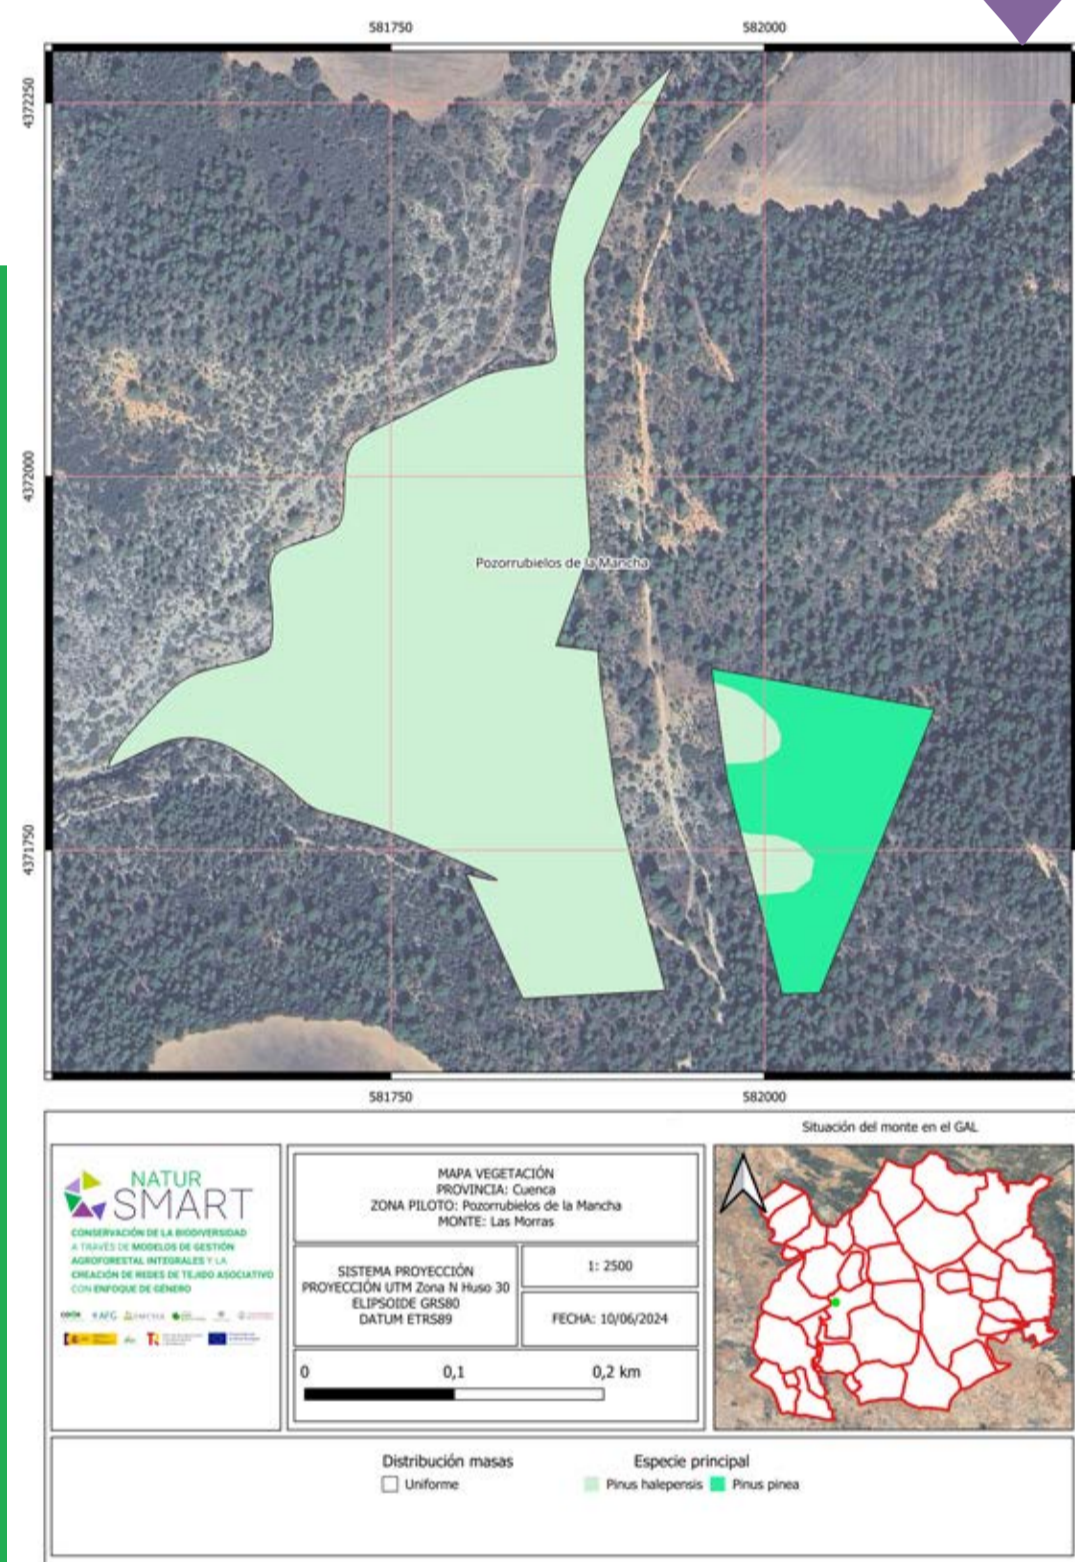 581750
582000
4372250
4372000
4371750
Pozorrubielos de la Mancha
581750
582000
Situación del monte en el GAL
NATUR
SMART
CONSERVACIÓN DE LA BIODIVERSIDAD
A TRAVÉS DE MODELOS DE GESTIÓN
AGROFORESTAL INTEGRALES Y LA
CREACIÓN DE REDES DE TEJIDO ASOCIATIVO
CON ENFOQUE DE GÉNERO
MAPA VEGETACIÓN
PROVINCIA: Cuenca
ZONA PILOTO: Pozorrubielos de la Mancha
MONTE: Las Morras
SISTEMA PROYECCIÓN
PROYECCIÓN UTM Zona N Huso 30
ELIPSOIDE GRS80
DATUM ETRS89
1: 2500
FECHA: 10/06/2024
0 0,1 0,2 km
Distribución masas
Uniforme
Especie principal
Pinus halepensis Pinus pinea